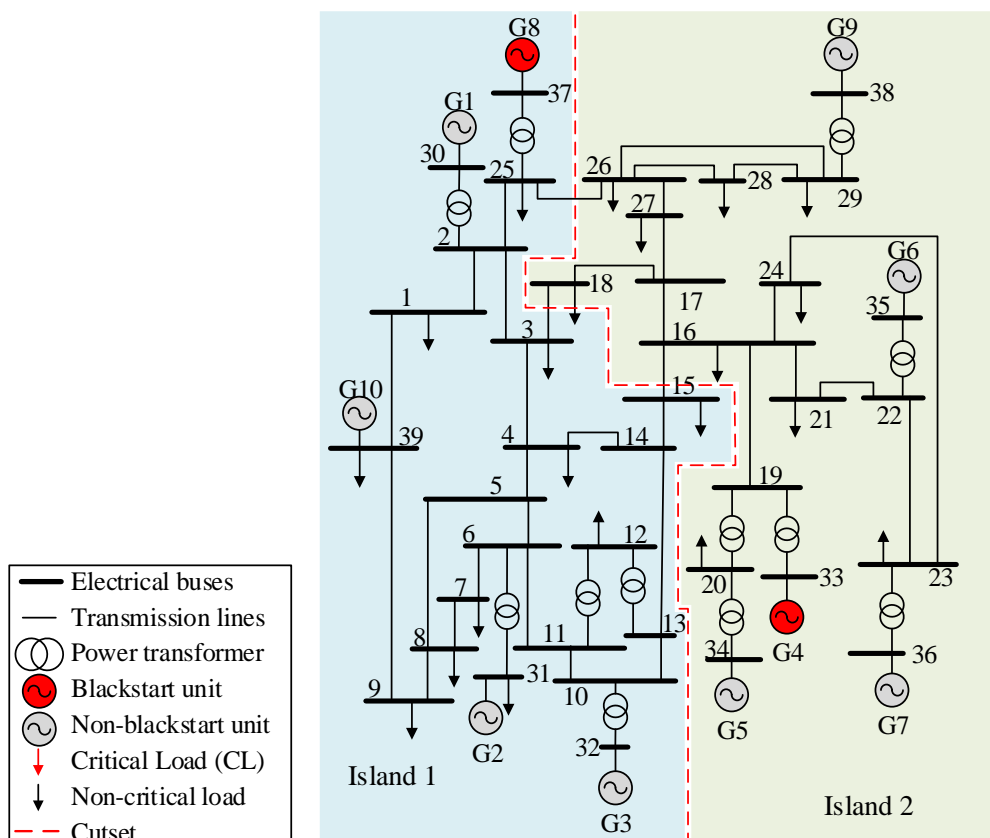 G8
G9
37
38
G1
30
25
26
28
29
27
2
18
24
G6
17
35
1
3
16
15
21
22
G10
39
4
14
5
19
6
12
7
20
33
23
8
11
13
34
G4
36
9
31
10
G5
G7
G2
32
G3
Island 1
Island 2
Electrical buses
Transmission lines
Power transformer
Blackstart unit
Non-blackstart unit
Critical Load (CL)
Non-critical load
Cutset